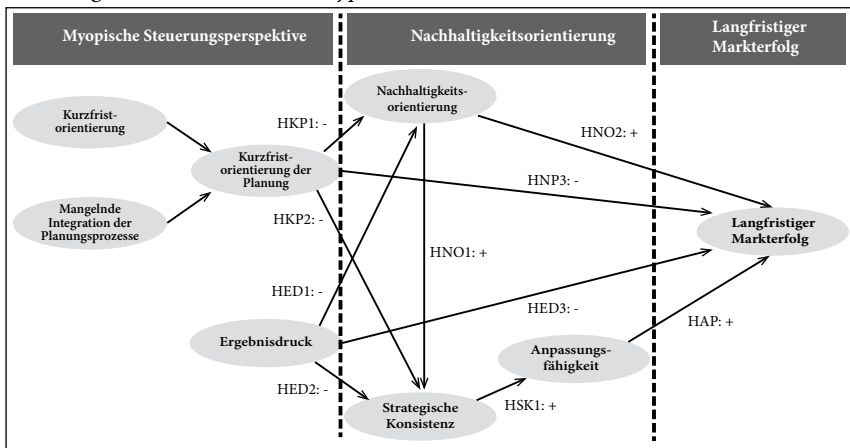 Myopische Steuerungsperspektive
Nachhaltigkeitsorientierung
Langfristiger
Markterfolg
Kurzfrist-
orientierung
Mangelnde
Integration der
Planungsprozesse
Kurzfrist-
orientierung der
Planung
Ergebnisdruck
HKP1: -
HKP2: -
HED1: -
HED2: -
Nachhaltigkeits-
orientierung
HNO1: +
Strategische
Konsistenz
HSK1: +
Anpassungs-
fähigkeit
HNO2: +
HNP3: -
HED3: -
HAP: +
Langfristiger
Markterfolg